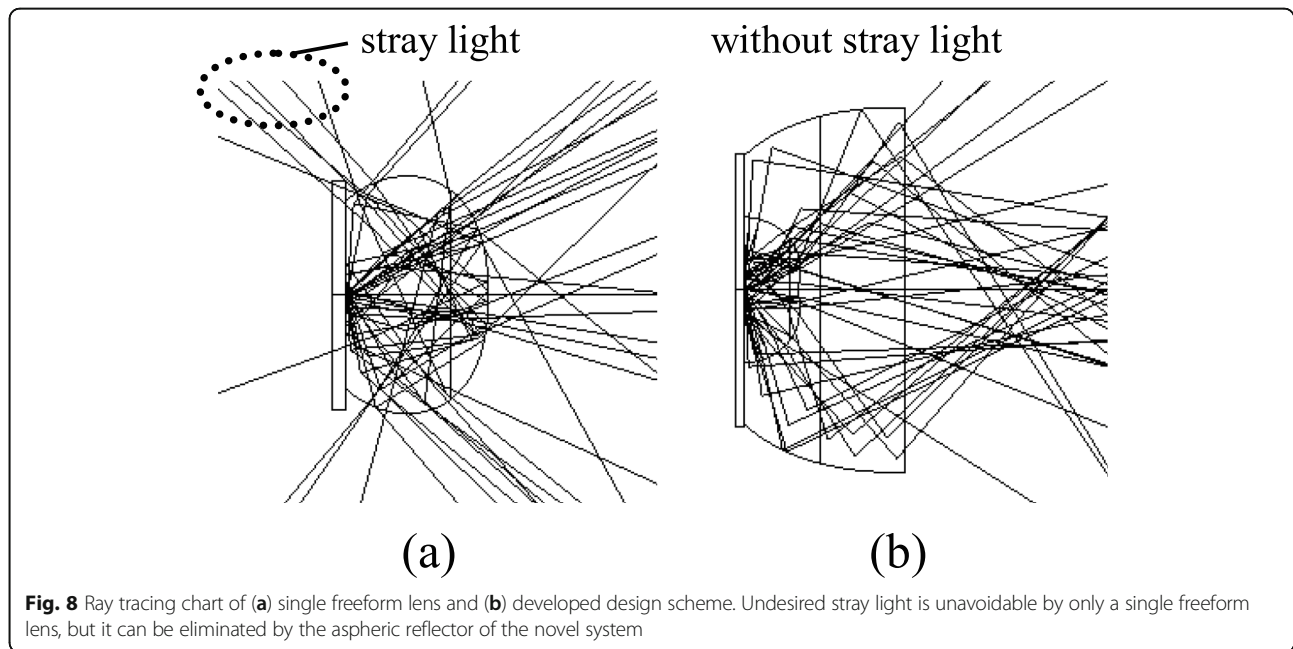 stray light
without stray light
(a)
(b)
Fig. 8 Ray tracing chart of (a) single freeform lens and (b) developed design scheme. Undesired stray light is unavoidable by only a single freeform
lens, but it can be eliminated by the aspheric reflector of the novel system